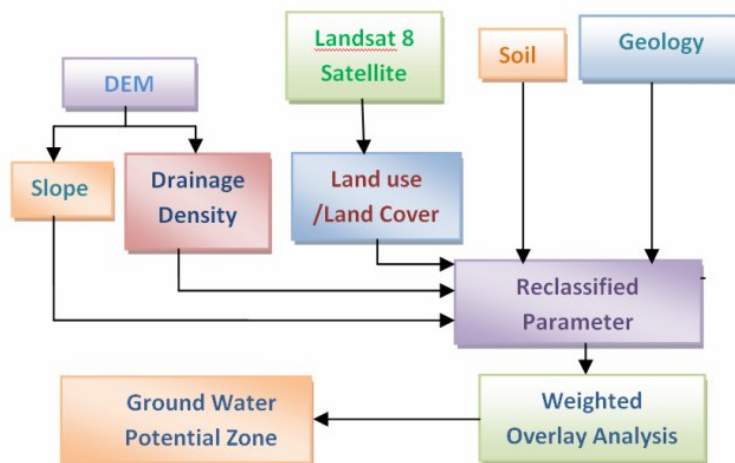 Landsat 8
Satellite
Soil
Geology
DEM
Slope
Drainage
Density
Land use
/Land Cover
Reclassified
Parameter
Ground Water
Potential Zone
Weighted
Overlay Analysis